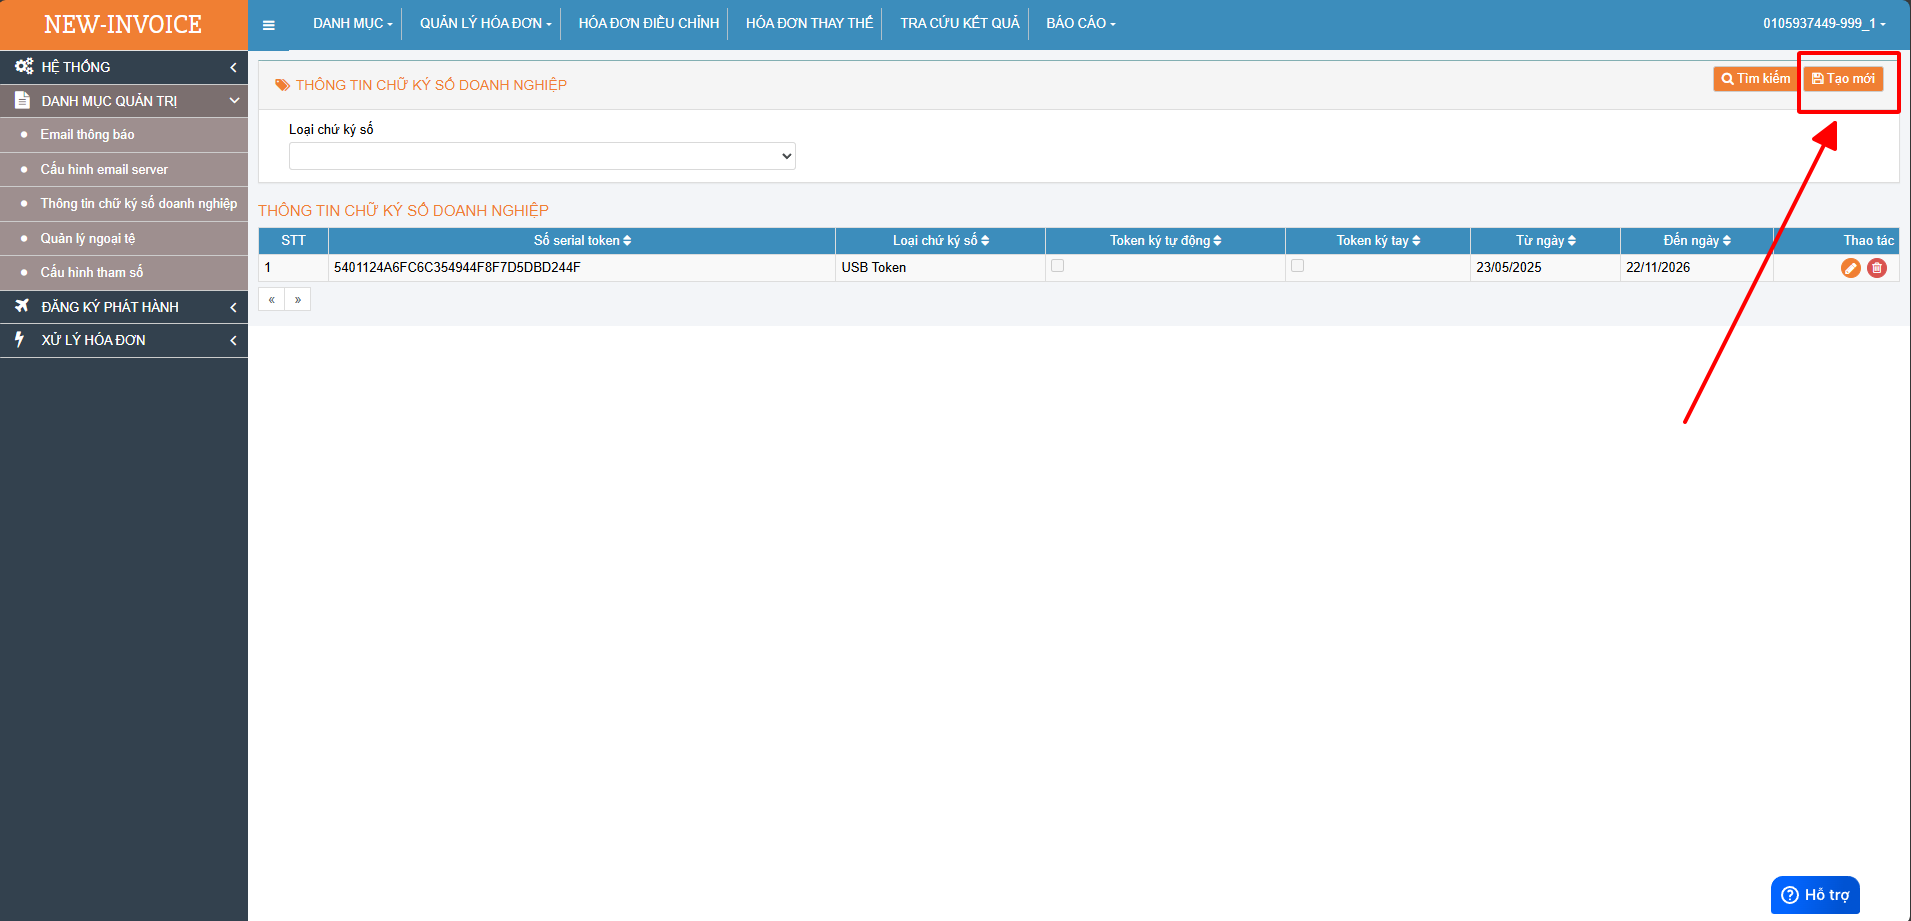 NEW-INVOICE
DANH MỤC
QUẢN LÝ HÓA ĐƠN
HÓA ĐƠN ĐIỀU CHỈNH
HÓA ĐƠN THAY THẾ
TRA CỨU KẾT QUẢ
BÁO CÁO
0105937449-999_1
HỆ THỐNG
DANH MỤC QUẢN TRỊ
Email thông báo
Cấu hình email server
Thông tin chữ ký số doanh nghiệp
Quản lý ngoại tệ
Cấu hình tham số
ĐĂNG KÝ PHÁT HÀNH
XỬ LÝ HÓA ĐƠN
THÔNG TIN CHỮ KÝ SỐ DOANH NGHIỆP
Tìm kiếm
Tạo mới
Loại chứ ký số
THÔNG TIN CHỮ KÝ SỐ DOANH NGHIỆP
STT Số serial token Loại chứ ký số Token ký tự động Token ký tay Từ ngày Đến ngày Thao tác
1 5401124A6FC6C354944F8F7D5DBD244F USB Token 23/05/2025 22/11/2026
« »
Hỗ trợ